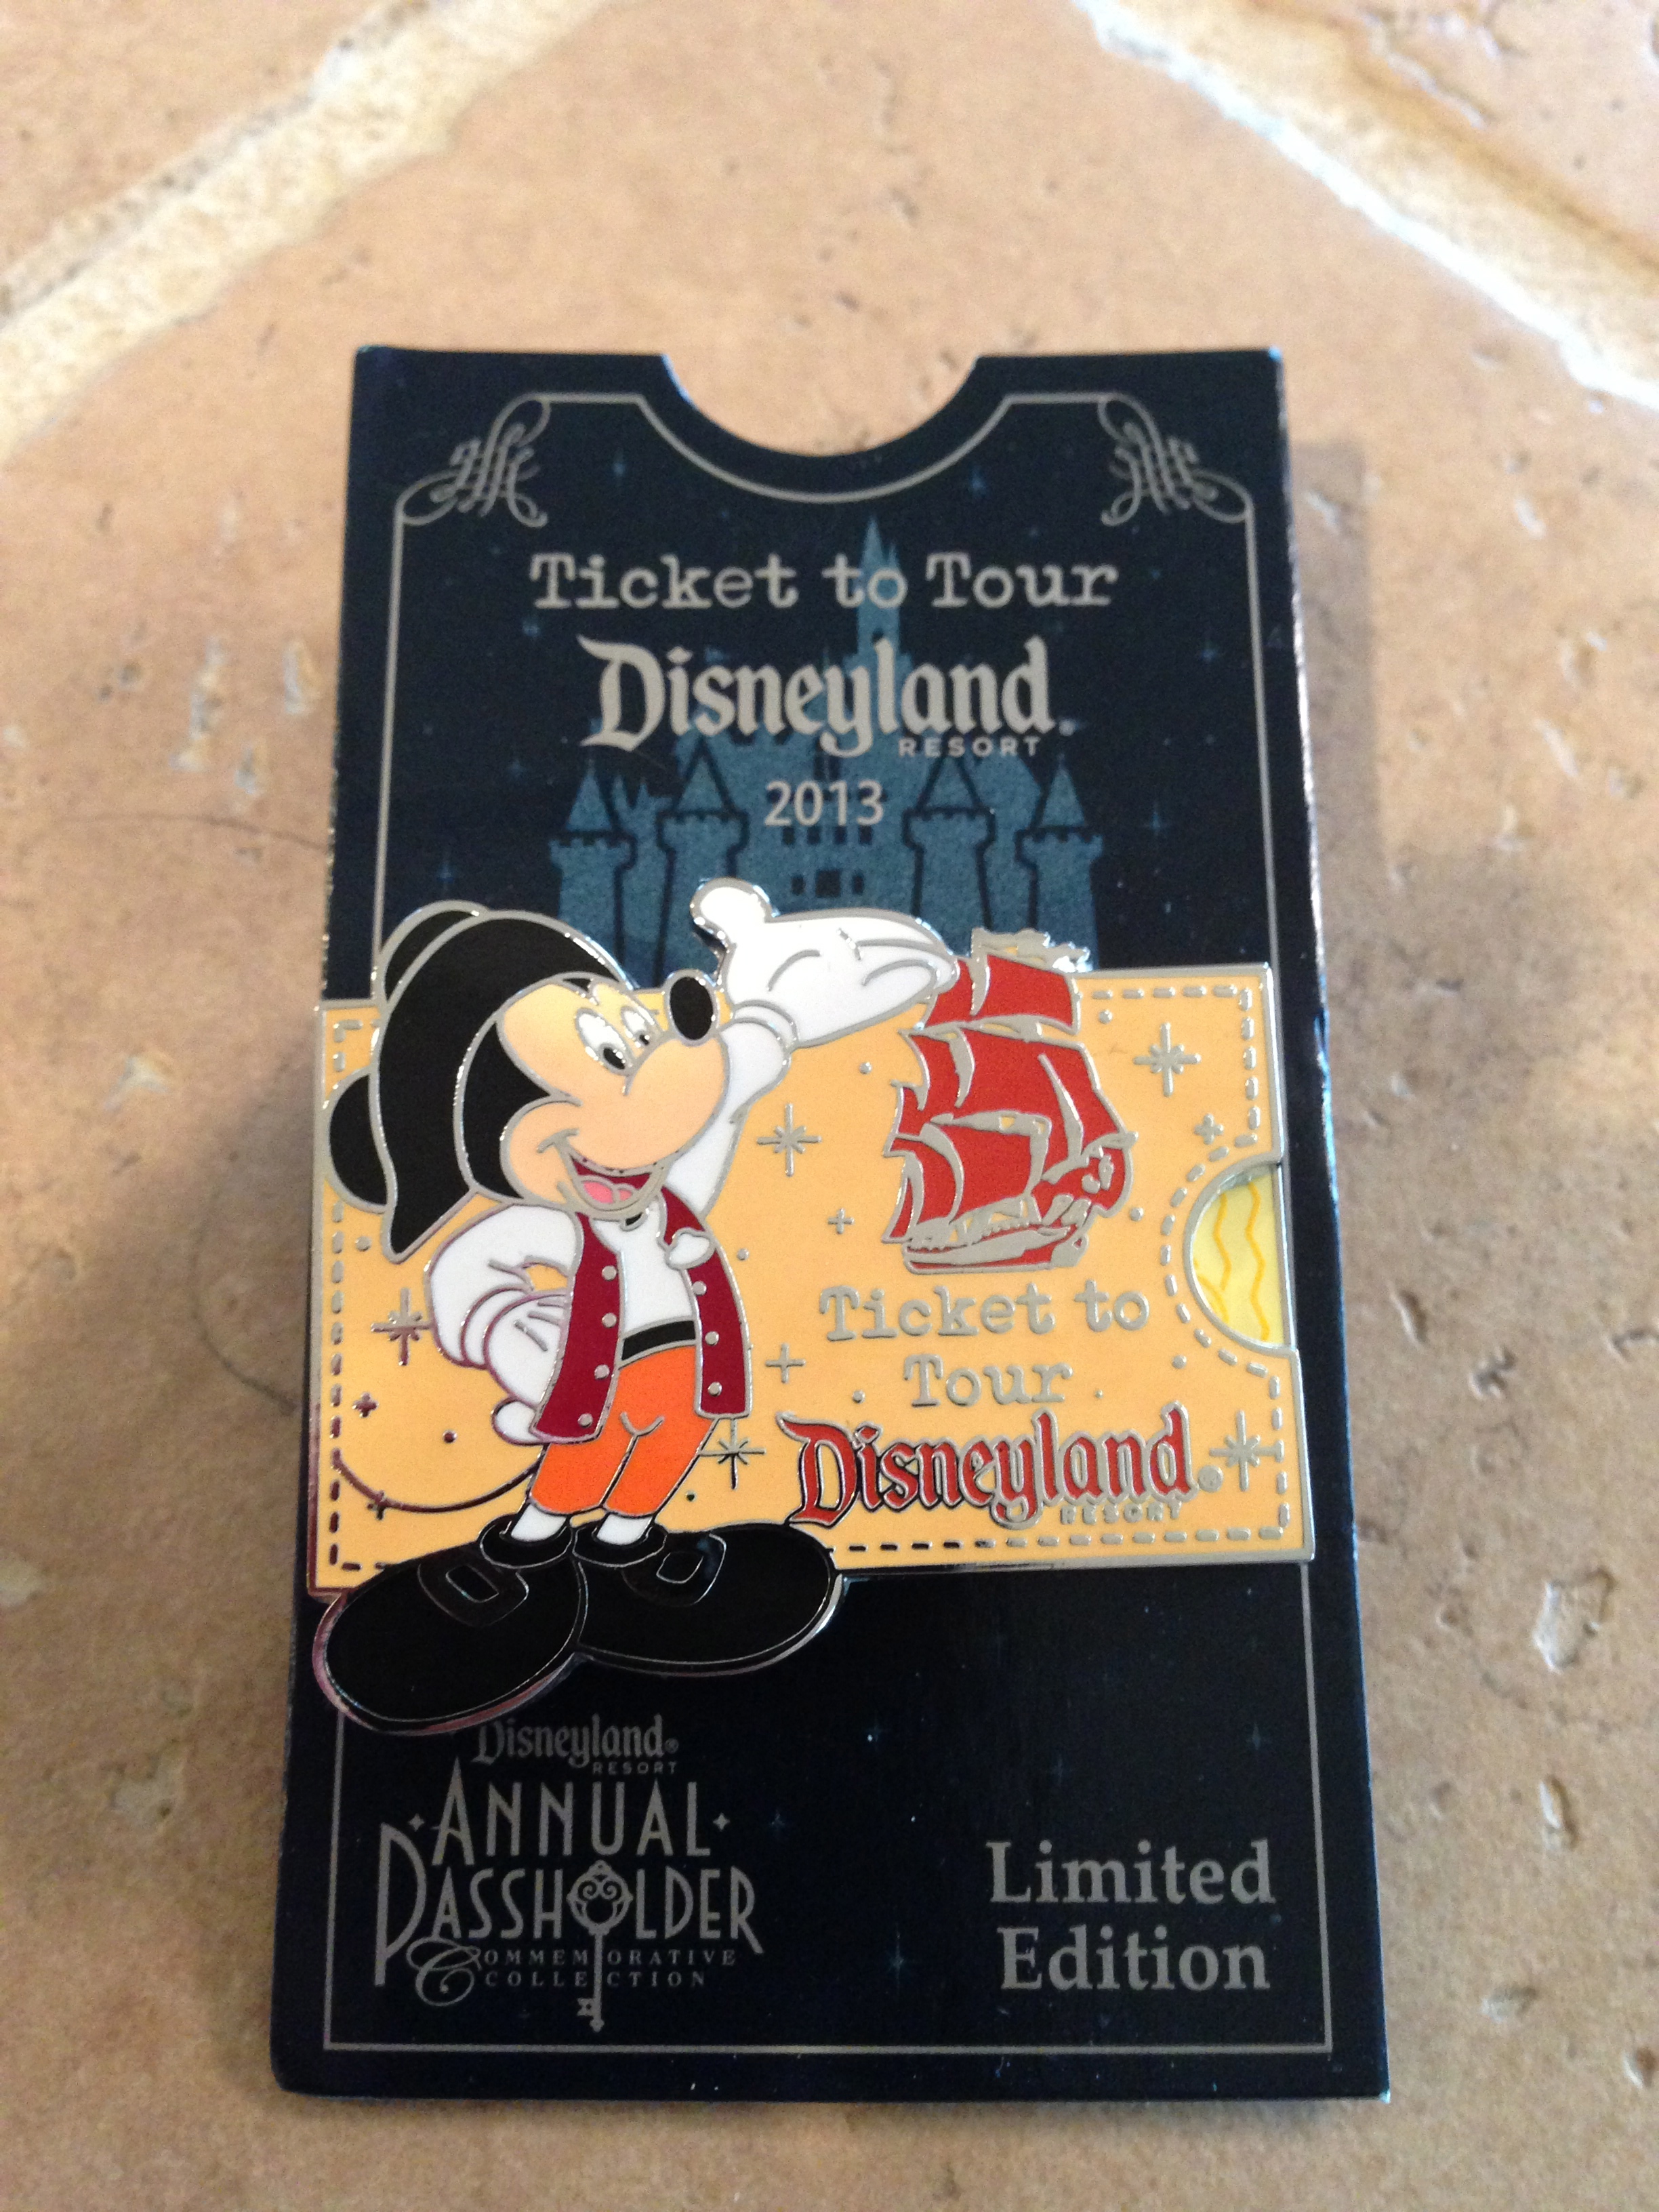 Ticket to Tour
Disneyland®
RESORT
2013
Ticket to
Tour
Disneyland®
RESORT
Disneyland®
RESORT
ANNUAL
PASSHOLDER
COMMEMORATIVE
COLLECTION
Limited
Edition